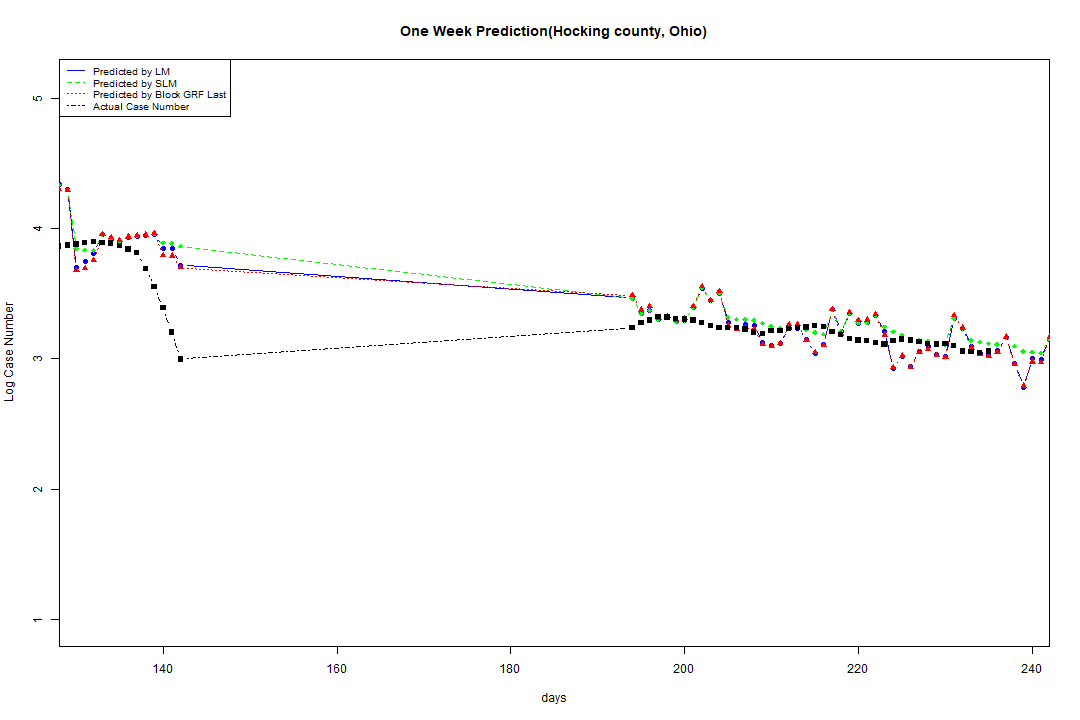 One Week Prediction(Hocking county, Ohio)
Predicted by LM
Predicted by SLM
Predicted by Block GRF Last
Actual Case Number
5
4
3
2
1
Log Case Number
140 160 180 200 220 240
days